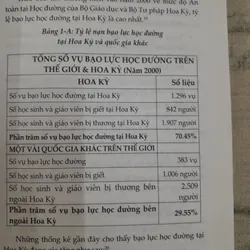 của Bộ Giáo dục và Bộ Tư pháp Hoa Kỳ, tỷ
lệ nạn bạo lực học đường tại Hoa Kỳ là cao nhất.
Bảng 1-A: Tỷ lệ nạn bạo lực học đường
tại Hoa Kỳ và quốc gia khác
TỔNG SỐ VỤ BẠO LỰC HỌC ĐƯỜNG TRÊN
THẾ GIỚI & HOA KỲ (Năm 2000)
HOA KỲ Số liệu
Số vụ bạo lực học đường tại Hoa Kỳ 1.296 vụ
Số học sinh và giáo viên bị giết tại Hoa Kỳ 842 người
Số học sinh và giáo viên bị thương tại Hoa Kỳ 1.907 người
Phần trăm số vụ bạo lực học đường tại Hoa Kỳ 70.45%
MỘT VÀI QUỐC GIA KHÁC TRÊN THẾ GIỚI
Số vụ bạo lực học đường 383 vụ
Số học sinh và giáo viên bị giết 1.006 người
Số học sinh và giáo viên bị thương bên ngoài Hoa Kỳ 2.509 người
Phần trăm số vụ bạo lực học đường bên ngoài Hoa Kỳ 29.55%
Những thống kê gần đây cho thấy bạo lực học đường tại